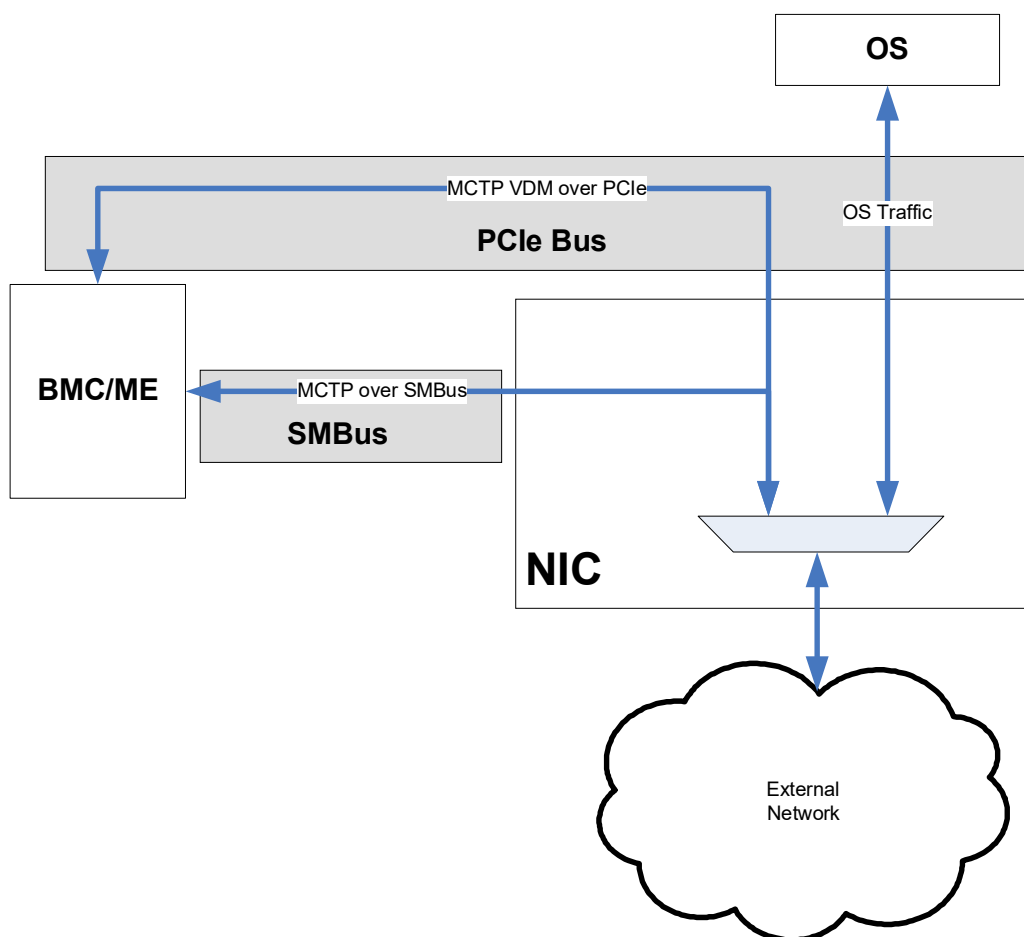 OS
MCTP VDM over PCIe
OS Traffic
PCIe Bus
BMC/ME
MCTP over SMBus
SMBus
NIC
External
Network